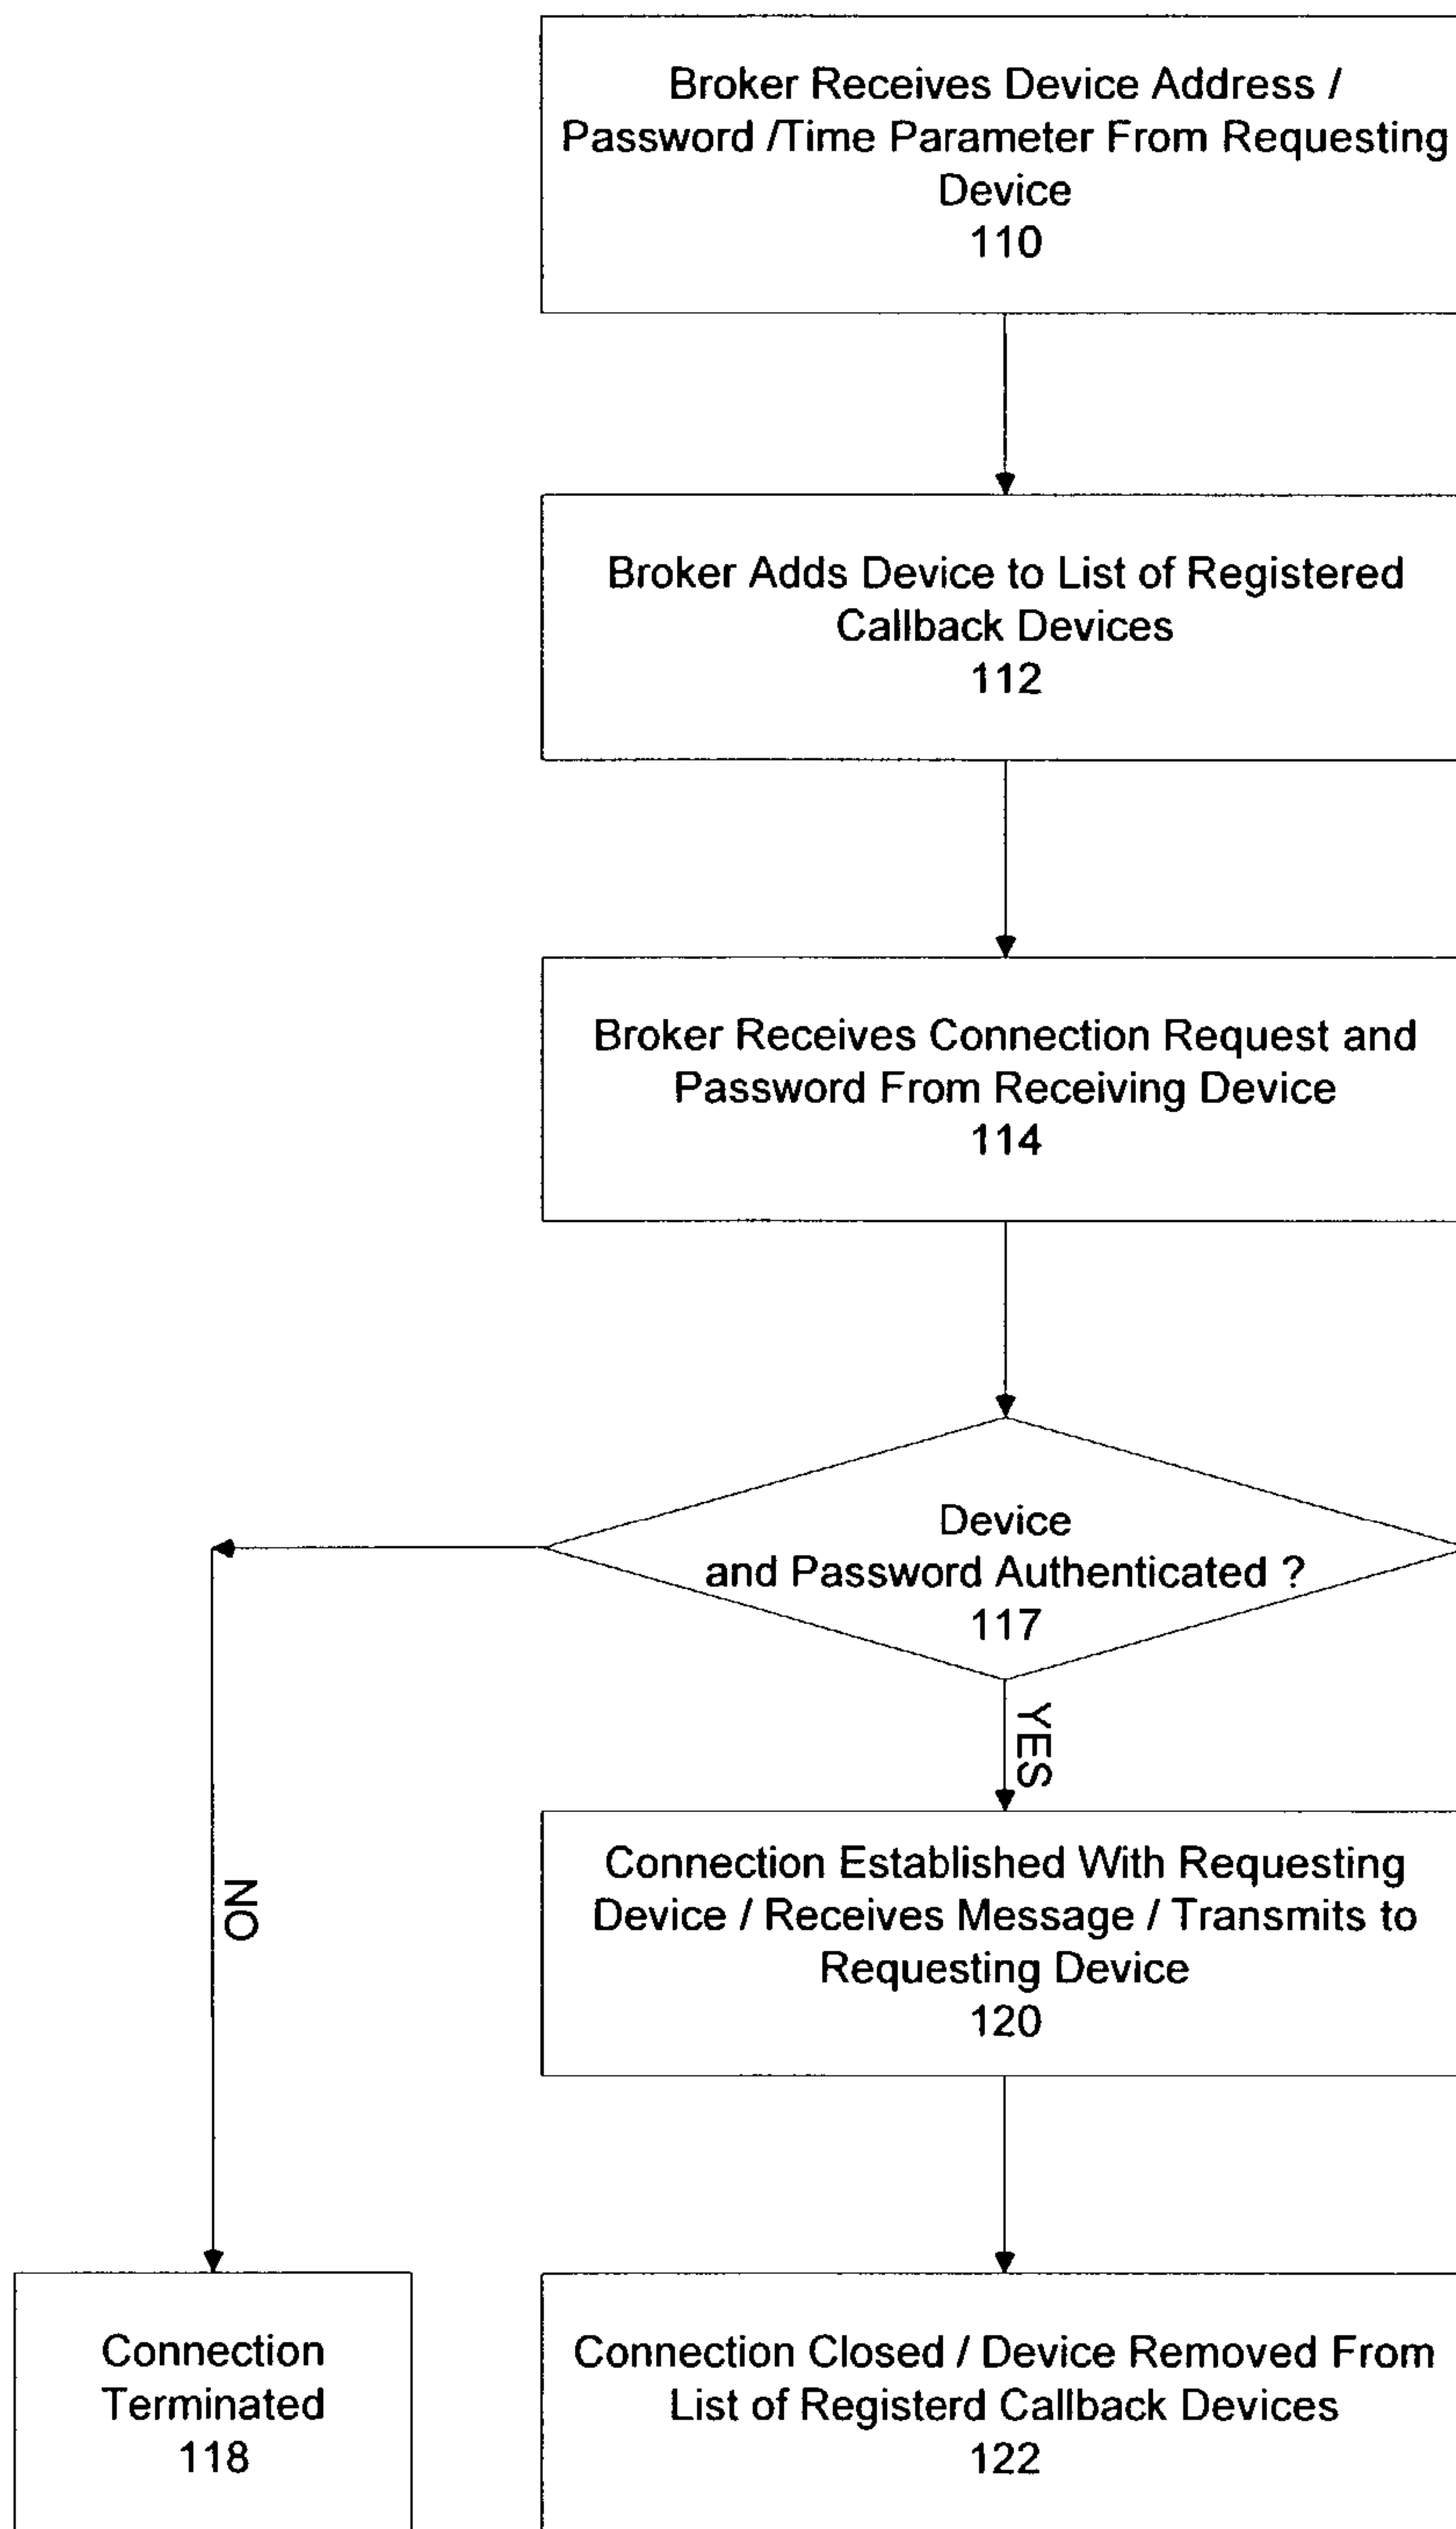 Broker Receives Device Address /
Password /Time Parameter From Requesting
Device
110
Broker Adds Device to List of Registered
Callback Devices
112
Broker Receives Connection Request and
Password From Receiving Device
114
Device
and Password Authenticated ?
117
YES
NO
Connection Established With Requesting
Device / Receives Message / Transmits to
Requesting Device
120
Connection
Terminated
118
Connection Closed / Device Removed From
List of Registerd Callback Devices
122